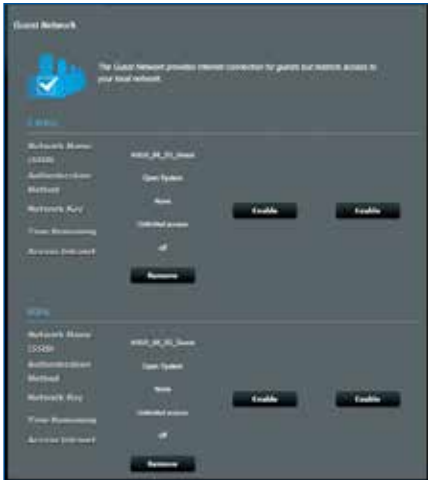 Guest Network
The Guest Network provides Internet connection for guests but restricts access to
your local network.
Network Name
(SSID)
Authentication
Method
Network Key
Time Remaining
Access Intranet
Open System
None
Unlimited access
off
Enable
Enable
Remove
Network Name
(SSID)
Authentication
Method
Network Key
Time Remaining
Access Intranet
Open System
None
Unlimited access
off
Enable
Enable
Remove